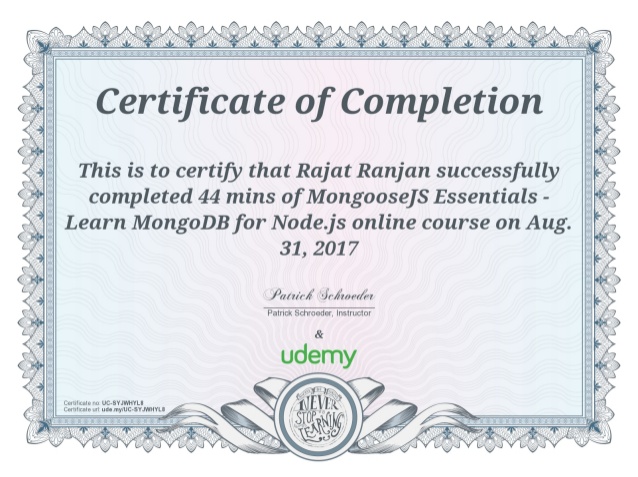 Certificate of Completion
This is to certify that Rajat Ranjan successfully
completed 44 mins of MongooseJS Essentials -
Learn MongoDB for Node.js online course on Aug.
31, 2017
Patrick Schroeder
Patrick Schroeder, Instructor
&
udemy
NEVER
STOP
LEARNING
Certificate no: UC-SYJWHYL8
Certificate url: ude.my/UC-SYJWHYL8